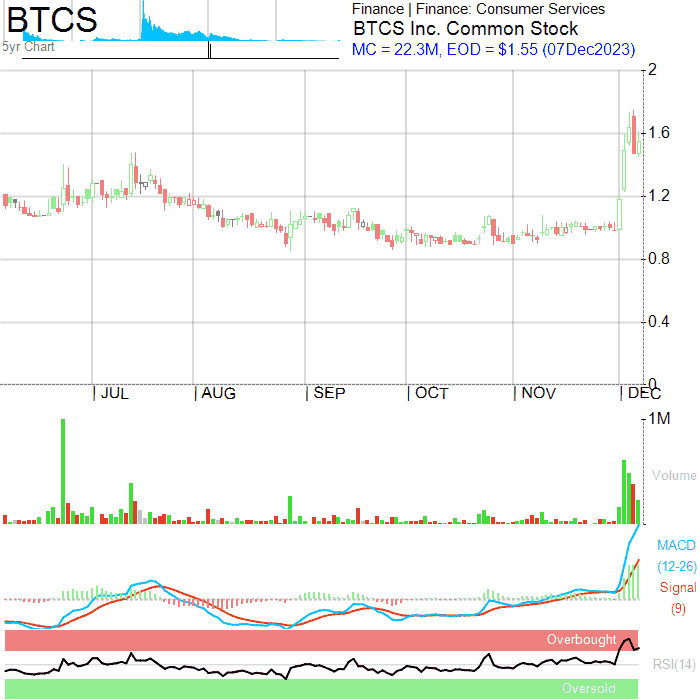 BTCS
5yr Chart
Finance | Finance: Consumer Services
BTCS Inc. Common Stock
MC = 22.3M, EOD = $1.55 (07Dec2023)
2
1.6
1.2
0.8
0.4
0
| JUL | AUG | SEP | OCT | NOV | DEC
1M
Volume
MACD
(12-26)
Signal
(9)
Overbought
RSI(14)
Oversold